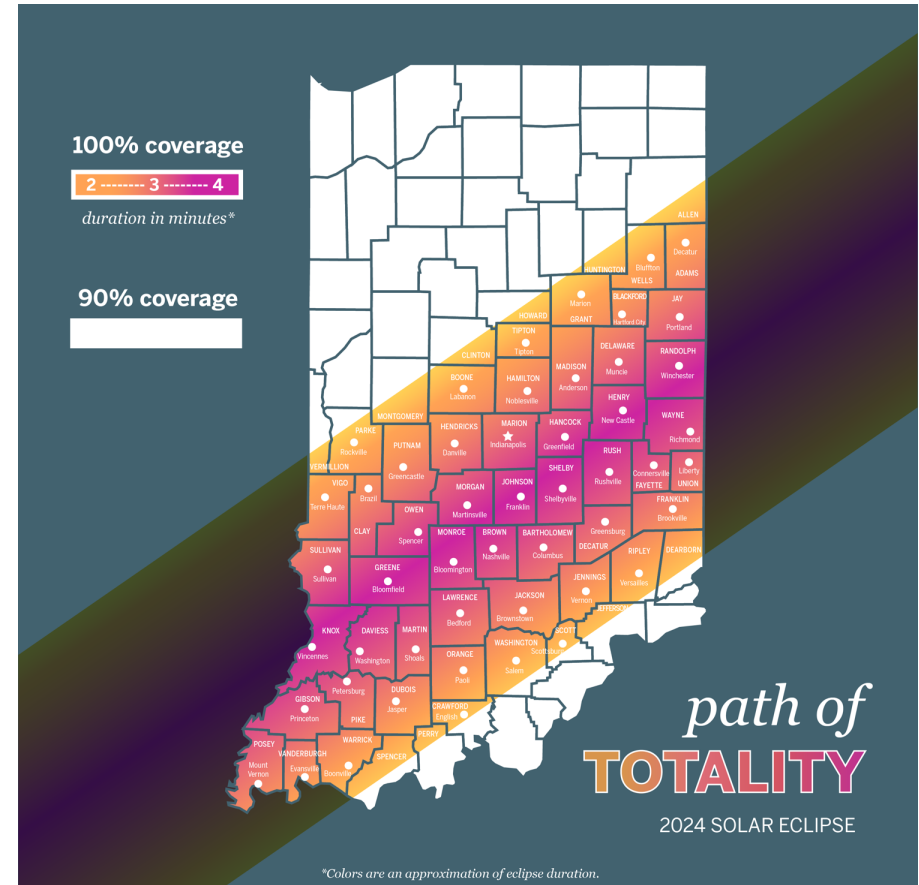 100% coverage
2 -------- 3 -------- 4
duration in minutes*
90% coverage
ALLEN
Decatur
ADAMS
Bluffton
WELLS
HUNTINGTON
Marion
GRANT
BLACKFORD
Hartford City
JAY
Portland
HOWARD
TIPTON
Tipton
CLINTON
BOONE
Labanon
HAMILTON
Noblesville
MADISON
Anderson
DELAWARE
Muncie
RANDOLPH
Winchester
HENRY
New Castle
WAYNE
Richmond
MONTGOMERY
PARKE
Rockville
VERMILLION
PUTNAM
Greencastle
HENDRICKS
Danville
MARION
Indianapolis
HANCOCK
Greenfield
RUSH
Rushville
Connersville
FAYETTE
Liberty
UNION
VIGO
Terre Haute
Brazil
CLAY
OWEN
Spencer
MORGAN
Martinsville
JOHNSON
Franklin
SHELBY
Shelbyville
FRANKLIN
Brookville
Greensburg
DECATUR
SULLIVAN
Sullivan
GREENE
Bloomfield
MONROE
Bloomington
BROWN
Nashville
BARTHOLOMEW
Columbus
RIPLEY
Versailles
DEARBORN
JENNINGS
Vernon
JEFFERSON
LAWRENCE
Bedford
JACKSON
Brownstown
SCOTT
Scottsburg
KNOX
Vincennes
DAVIESS
Washington
MARTIN
Shoals
ORANGE
Paoli
WASHINGTON
Salem
GIBSON
Princeton
Petersburg
PIKE
DUBOIS
Jasper
CRAWFORD
English
PERRY
POSEY
Mount
Vernon
VANDERBURGH
Evansville
WARRICK
Boonville
SPENCER
path of
TOTALITY
2024 SOLAR ECLIPSE
*Colors are an approximation of eclipse duration.